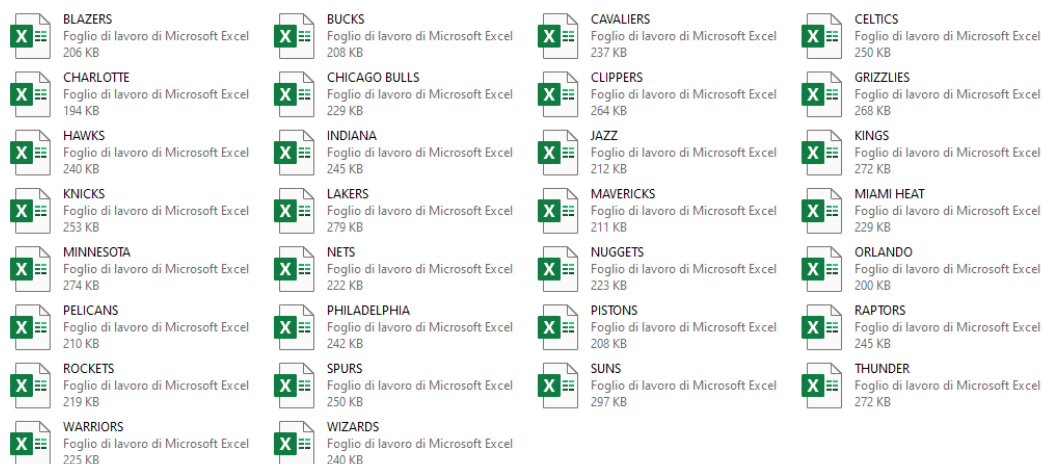 BLAZERS
Foglio di lavoro di Microsoft Excel
206 KB
BUCKS
Foglio di lavoro di Microsoft Excel
208 KB
CAVALIERS
Foglio di lavoro di Microsoft Excel
237 KB
CELTICS
Foglio di lavoro di Microsoft Excel
250 KB
CHARLOTTE
Foglio di lavoro di Microsoft Excel
194 KB
CHICAGO BULLS
Foglio di lavoro di Microsoft Excel
229 KB
CLIPPERS
Foglio di lavoro di Microsoft Excel
264 KB
GRIZZLIES
Foglio di lavoro di Microsoft Excel
268 KB
HAWKS
Foglio di lavoro di Microsoft Excel
240 KB
INDIANA
Foglio di lavoro di Microsoft Excel
245 KB
JAZZ
Foglio di lavoro di Microsoft Excel
212 KB
KINGS
Foglio di lavoro di Microsoft Excel
272 KB
KNICKS
Foglio di lavoro di Microsoft Excel
253 KB
LAKERS
Foglio di lavoro di Microsoft Excel
279 KB
MAVERICKS
Foglio di lavoro di Microsoft Excel
211 KB
MIAMI HEAT
Foglio di lavoro di Microsoft Excel
229 KB
MINNESOTA
Foglio di lavoro di Microsoft Excel
274 KB
NETS
Foglio di lavoro di Microsoft Excel
222 KB
NUGGETS
Foglio di lavoro di Microsoft Excel
223 KB
ORLANDO
Foglio di lavoro di Microsoft Excel
200 KB
PELICANS
Foglio di lavoro di Microsoft Excel
210 KB
PHILADELPHIA
Foglio di lavoro di Microsoft Excel
242 KB
PISTONS
Foglio di lavoro di Microsoft Excel
208 KB
RAPTORS
Foglio di lavoro di Microsoft Excel
245 KB
ROCKETS
Foglio di lavoro di Microsoft Excel
219 KB
SPURS
Foglio di lavoro di Microsoft Excel
250 KB
SUNS
Foglio di lavoro di Microsoft Excel
297 KB
THUNDER
Foglio di lavoro di Microsoft Excel
272 KB
WARRIORS
Foglio di lavoro di Microsoft Excel
225 KB
WIZARDS
Foglio di lavoro di Microsoft Excel
240 KB